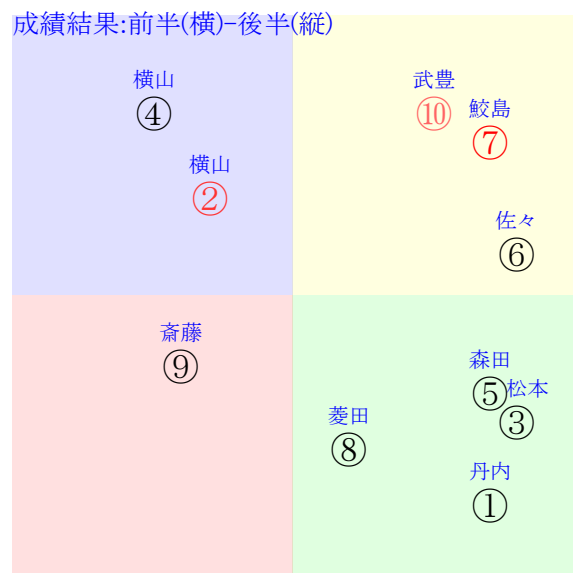 成績結果:前半(横)-後半(縦)
横山
④
武豊
⑩
鮫島
⑦
横山
②
佐々
⑥
斎藤
⑨
森田
⑤
松本
③
菱田
⑧
丹内
①